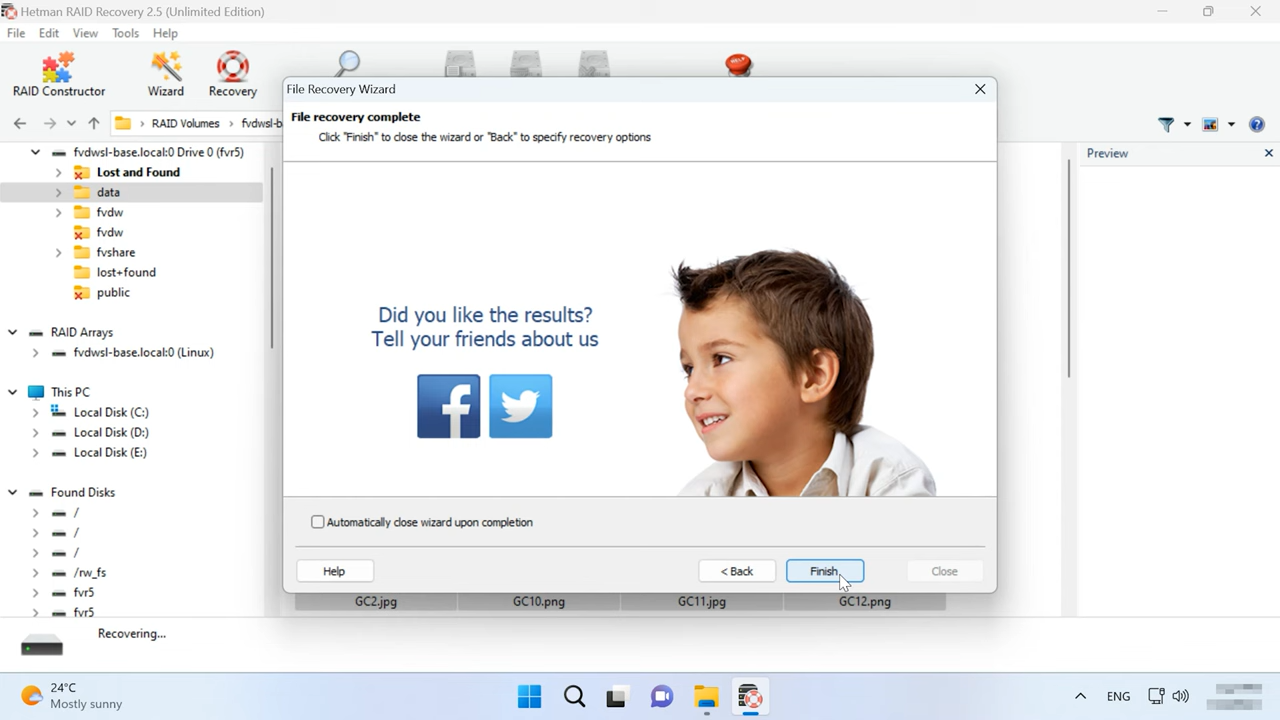 Hetman RAID Recovery 2.5 (Unlimited Edition)
File Edit View Tools Help
RAID Constructor Wizard Recovery
RAID Volumes fvdwsl-b
fvdwsl-base.local:0 Drive 0 (fvr5)
Lost and Found
data
fvdw
fvdw
fvshare
lost+found
public
RAID Arrays
fvdwsl-base.local:0 (Linux)
This PC
Local Disk (C:)
Local Disk (D:)
Local Disk (E:)
Found Disks
/
/
/
/rw_fs
fvr5
fvr5
File Recovery Wizard
File recovery complete
Click "Finish" to close the wizard or "Back" to specify recovery options
Did you like the results?
Tell your friends about us
Automatically close wizard upon completion
Help < Back Finish Close
GC2.jpg GC10.png GC11.jpg GC12.png
Preview
Recovering...
24°C
Mostly sunny
ENG